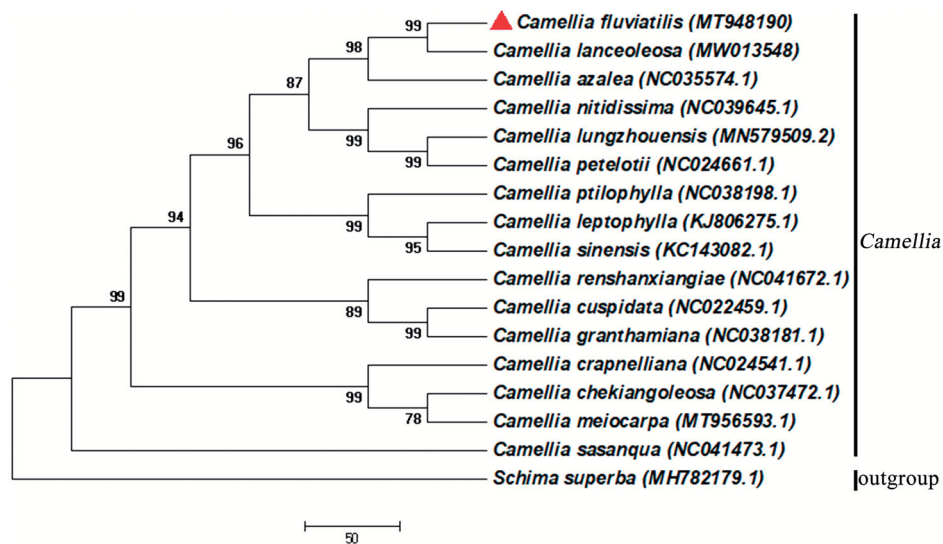 99
Camellia fluviatilis (MT948190)
98
Camellia lanceoleosa (MW013548)
87
Camellia azalea (NC035574.1)
Camellia nitidissima (NC039645.1)
96
99
Camellia lungzhouensis (MN579509.2)
99
Camellia petelotii (NC024661.1)
Camellia ptilophylla (NC038198.1)
94
99
Camellia leptophylla (KJ806275.1)
95
Camellia sinensis (KC143082.1)
Camellia
99
Camellia renshanxiangiae (NC041672.1)
89
Camellia cuspidata (NC022459.1)
99
Camellia granthamiana (NC038181.1)
Camellia crapnelliana (NC024541.1)
99
Camellia chekiangoleosa (NC037472.1)
78
Camellia meiocarpa (MT956593.1)
Camellia sasanqua (NC041473.1)
Schima superba (MH782179.1)
outgroup
50